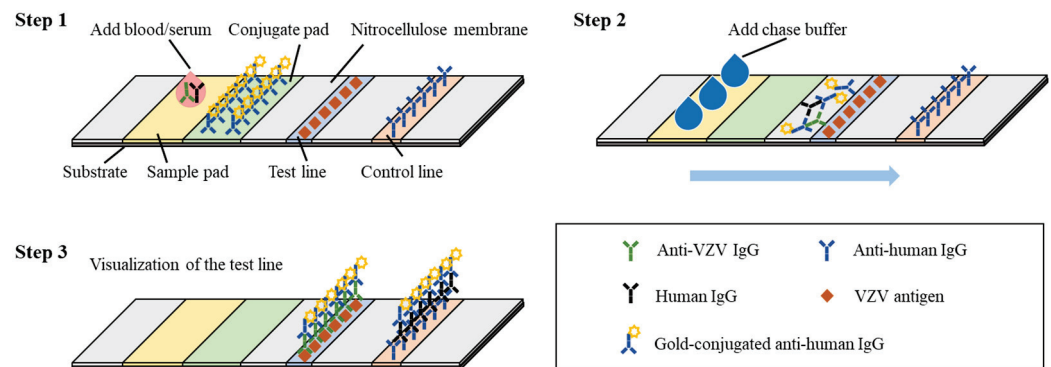 Step 1
Add blood/serum
Conjugate pad
Nitrocellulose membrane
Substrate
Sample pad
Test line
Control line
Step 2
Add chase buffer
Step 3
Visualization of the test line
Anti-VZV IgG
Anti-human IgG
Human IgG
VZV antigen
Gold-conjugated anti-human IgG